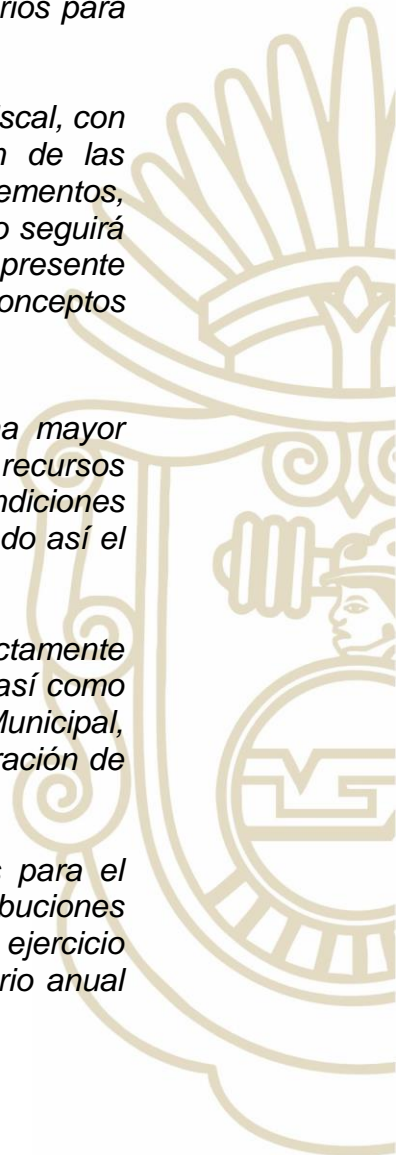 rios para
iscal, con
n de las
ementos,
o seguirá
presente
onceptos
a mayor
recursos
ndiciones
do así el
ctamente
así como
Municipal,
ración de
s para el
buciones
ejercicio
rio anual